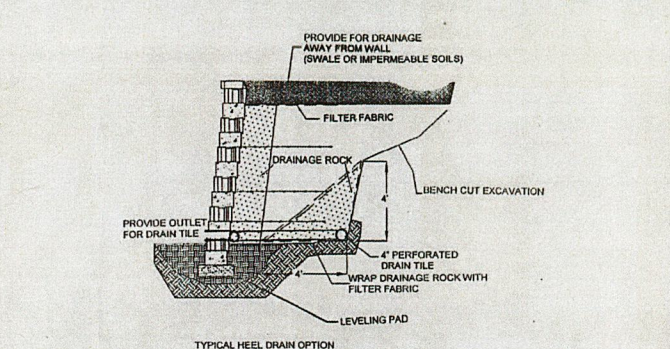 PROVIDE FOR DRAINAGE
AWAY FROM WALL
(SWALE OR IMPERMEABLE SOILS)
FILTER FABRIC
DRAINAGE ROCK
BENCH CUT EXCAVATION
4'
PROVIDE OUTLET
FOR DRAIN TILE
4" PERFORATED
DRAIN TILE
4'
WRAP DRAINAGE ROCK WITH
FILTER FABRIC
LEVELING PAD
TYPICAL HEEL DRAIN OPTION